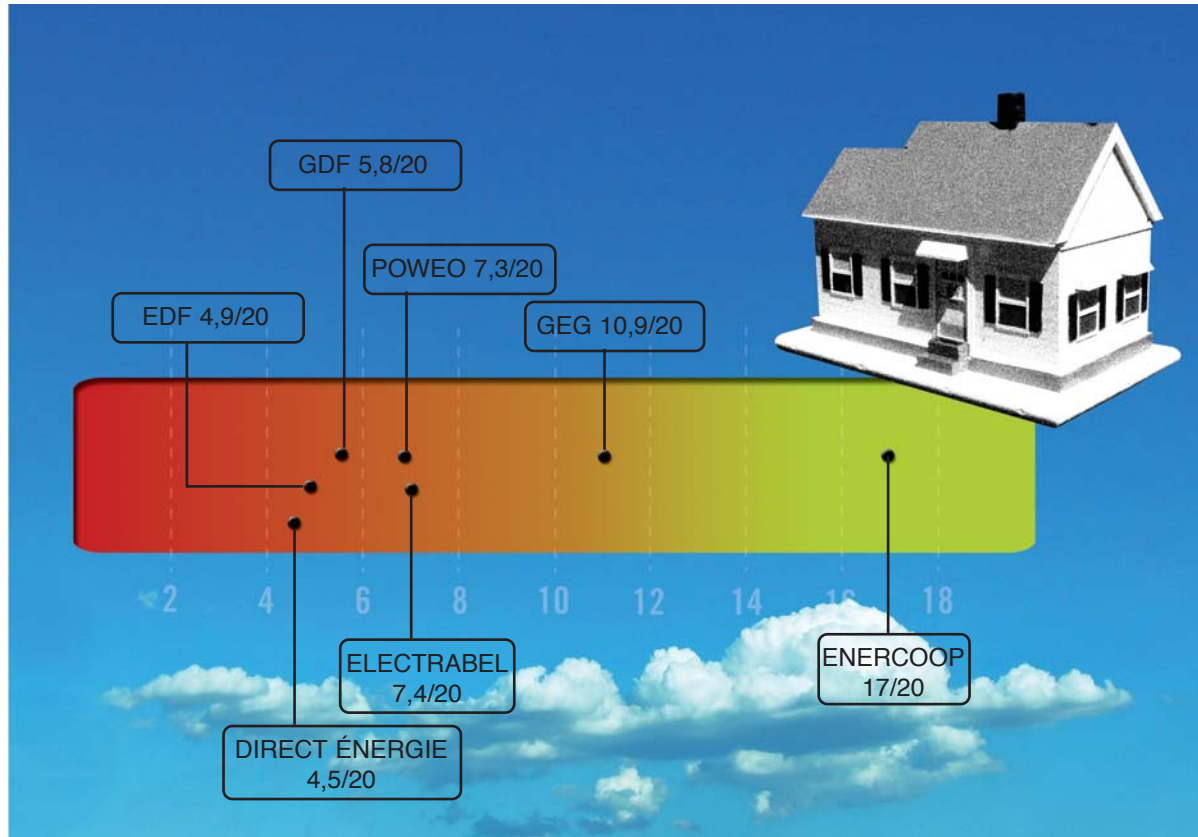 GDF 5,8/20
POWEO 7,3/20
EDF 4,9/20
GEG 10,9/20
2 4 6 8 10 12 14 16 18
ELECTRABEL
7,4/20
ENERCOOP
17/20
DIRECT ÉNERGIE
4,5/20